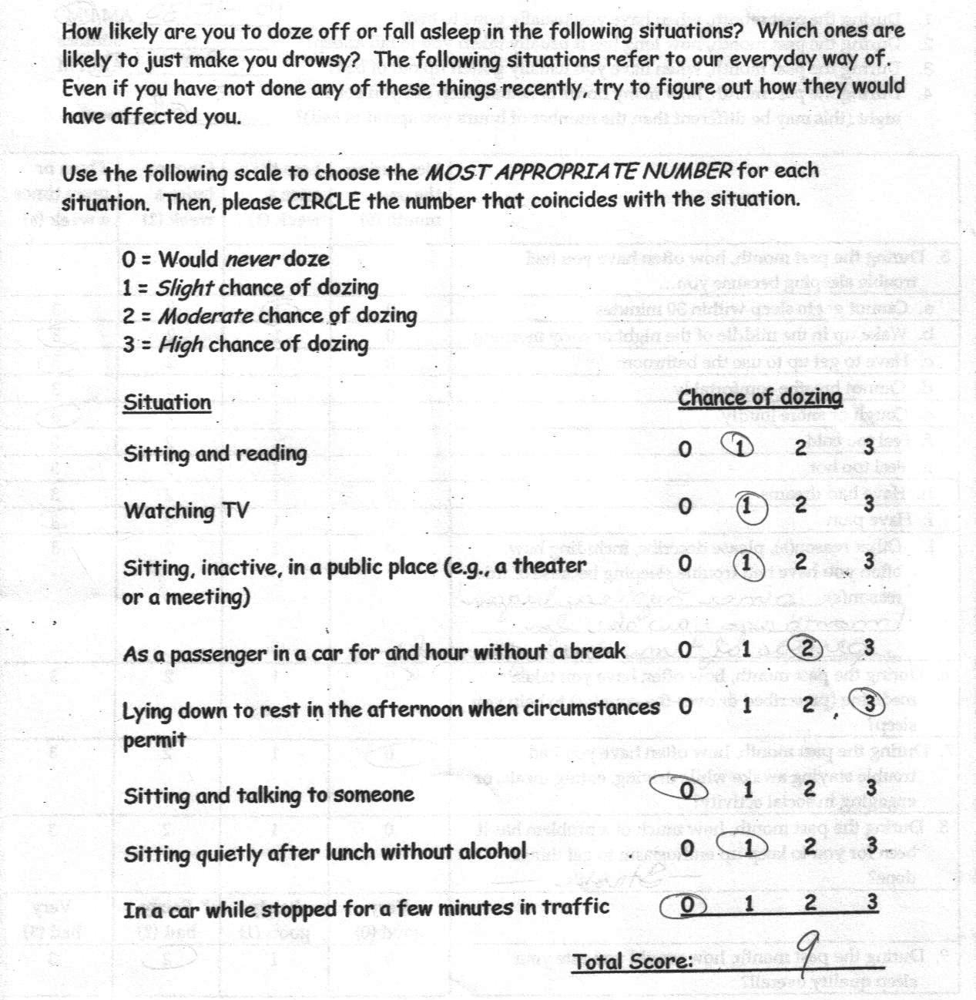 How likely are you to doze off or fall asleep in the following situations? Which ones are
likely to just make you drowsy? The following situations refer to our everyday way of.
Even if you have not done any of these things recently, try to figure out how they would
have affected you.
Use the following scale to choose the MOST APPROPRIATE NUMBER for each
situation. Then, please CIRCLE the number that coincides with the situation.
0 = Would never doze
1 = Slight chance of dozing
2 = Moderate chance of dozing
3 = High chance of dozing
Situation Chance of dozing
Sitting and reading 0 1 2 3
Watching TV 0 1 2 3
Sitting, inactive, in a public place (e.g., a theater 0 1 2 3
or a meeting)
As a passenger in a car for and hour without a break 0 1 2 3
Lying down to rest in the afternoon when circumstances 0 1 2 3
permit
Sitting and talking to someone 0 1 2 3
Sitting quietly after lunch without alcohol 0 1 2 3
In a car while stopped for a few minutes in traffic 0 1 2 3
Total Score: 9